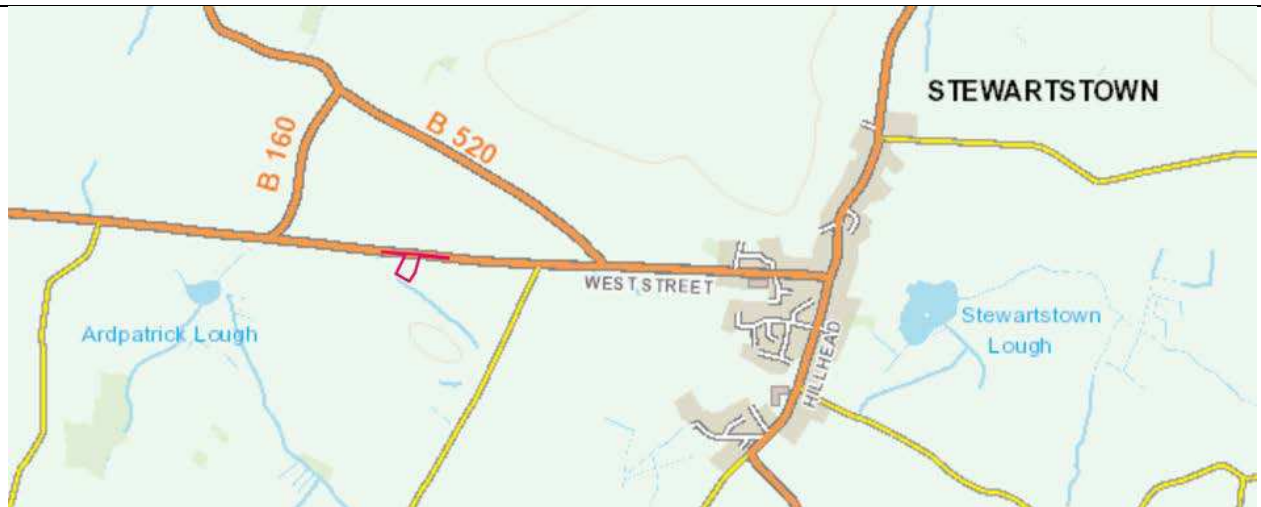 STEWARTSTOWN
B 160
B 520
WEST STREET
Ardpatrick Lough
Stewartstown
Lough
HILLHEAD